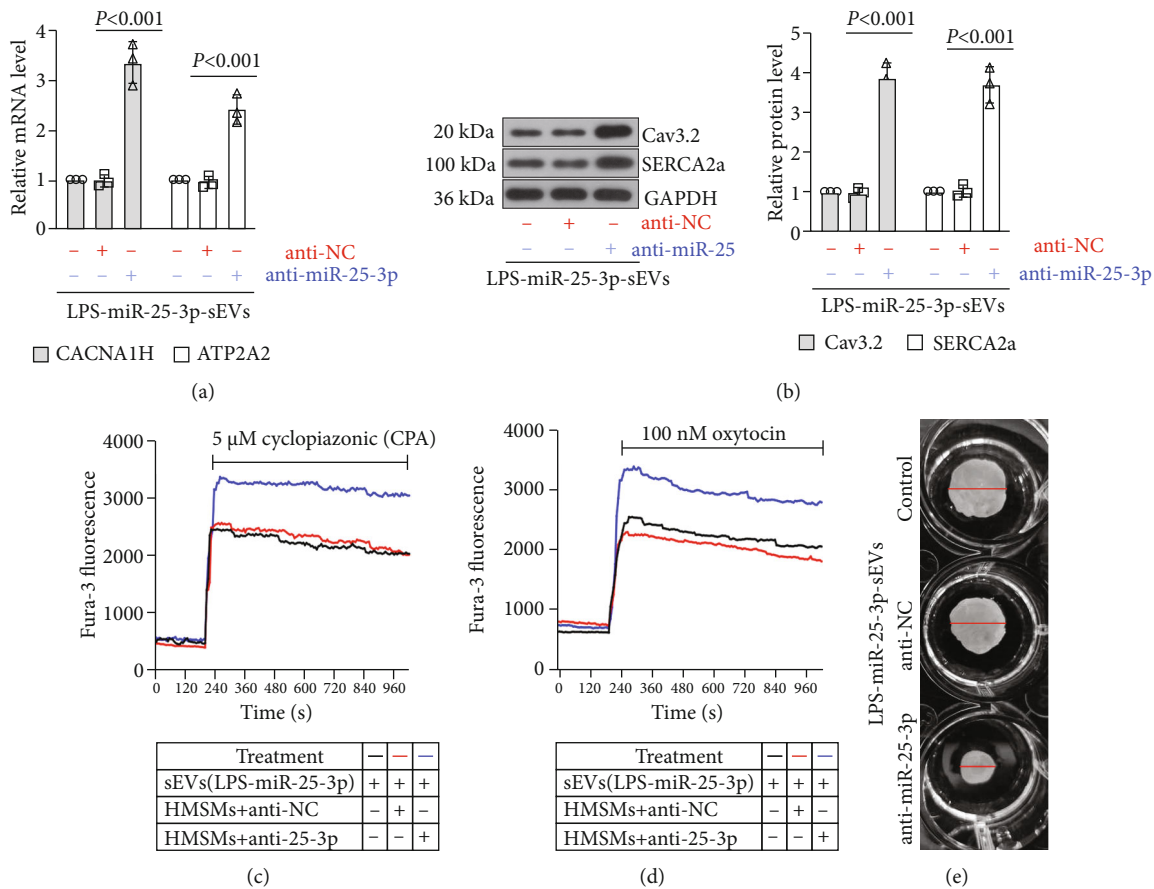 P<0.001
P<0.001
Relative mRNA level
4
3
2
1
0
− + − − + − anti-NC
− − + − − + anti-miR-25-3p
LPS-miR-25-3p-sEVs
CACNA1H ATP2A2
(a)
20 kDa Cav3.2
100 kDa SERCA2a
36 kDa GAPDH
− + − anti-NC
− − + anti-miR-25
LPS-miR-25-3p-sEVs
P<0.001
P<0.001
Relative protein level
5
4
3
2
1
0
− + − − + − anti-NC
− − + − − + anti-miR-25-3p
LPS-miR-25-3p-sEVs
Cav3.2 SERCA2a
(b)
5 μM cyclopiazonic (CPA)
Fura-3 fluorescence
4000
3000
2000
1000
0
0 120 240 360 480 600 720 840 960
Time (s)
Treatment
sEVs(LPS-miR-25-3p) + + +
HMSMs+anti-NC − + −
HMSMs+anti-25-3p − − +
(c)
100 nM oxytocin
Fura-3 fluorescence
4000
3000
2000
1000
0
0 120 240 360 480 600 720 840 960
Time (s)
Treatment
sEVs(LPS-miR-25-3p) + + +
HMSMs+anti-NC − + −
HMSMs+anti-25-3p − − +
(d)
LPS-miR-25-3p-sEVs
Control
anti-NC
anti-miR-25-3p
(e)